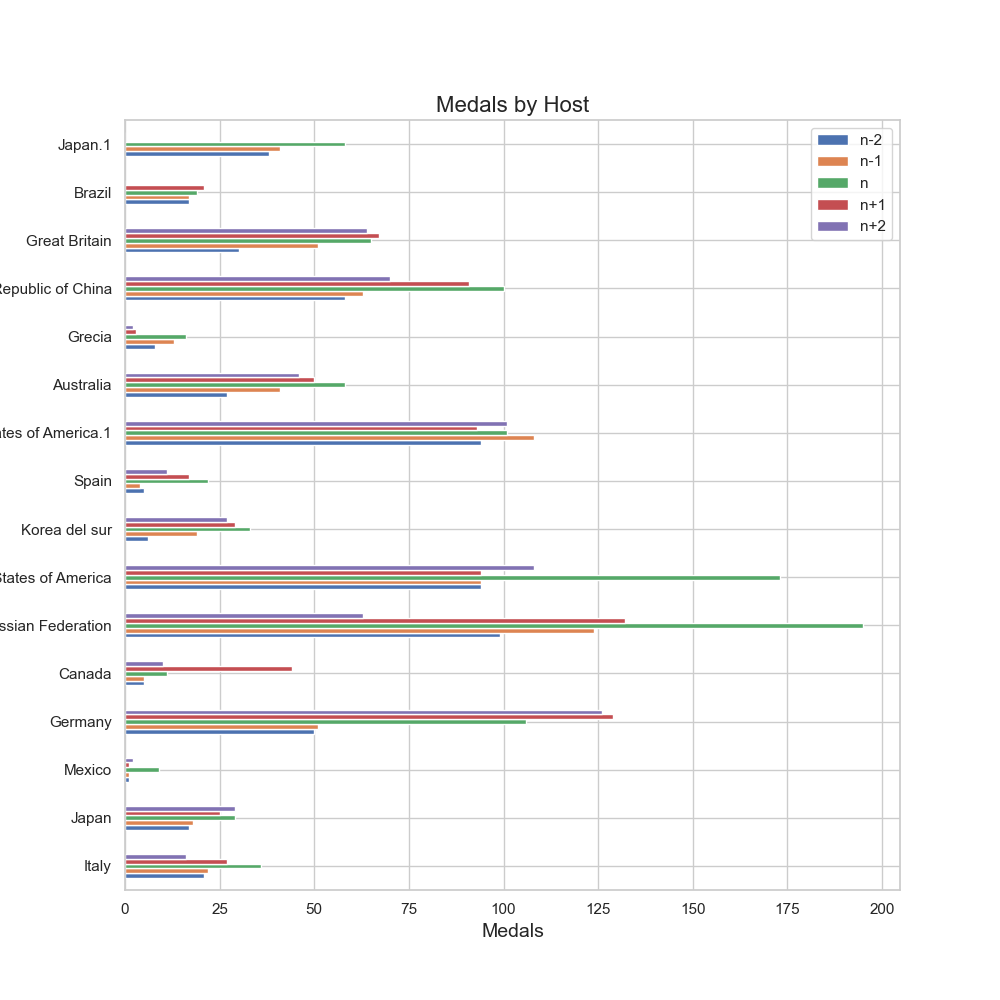 Medals by Host
n-2
n-1
n
n+1
n+2
Japan.1
Brazil
Great Britain
Republic of China
Grecia
Australia
of America.1
Spain
Korea del sur
States of America
Federation
Canada
Germany
Mexico
Japan
Italy
0 25 50 75 100 125 150 175 200
Medals